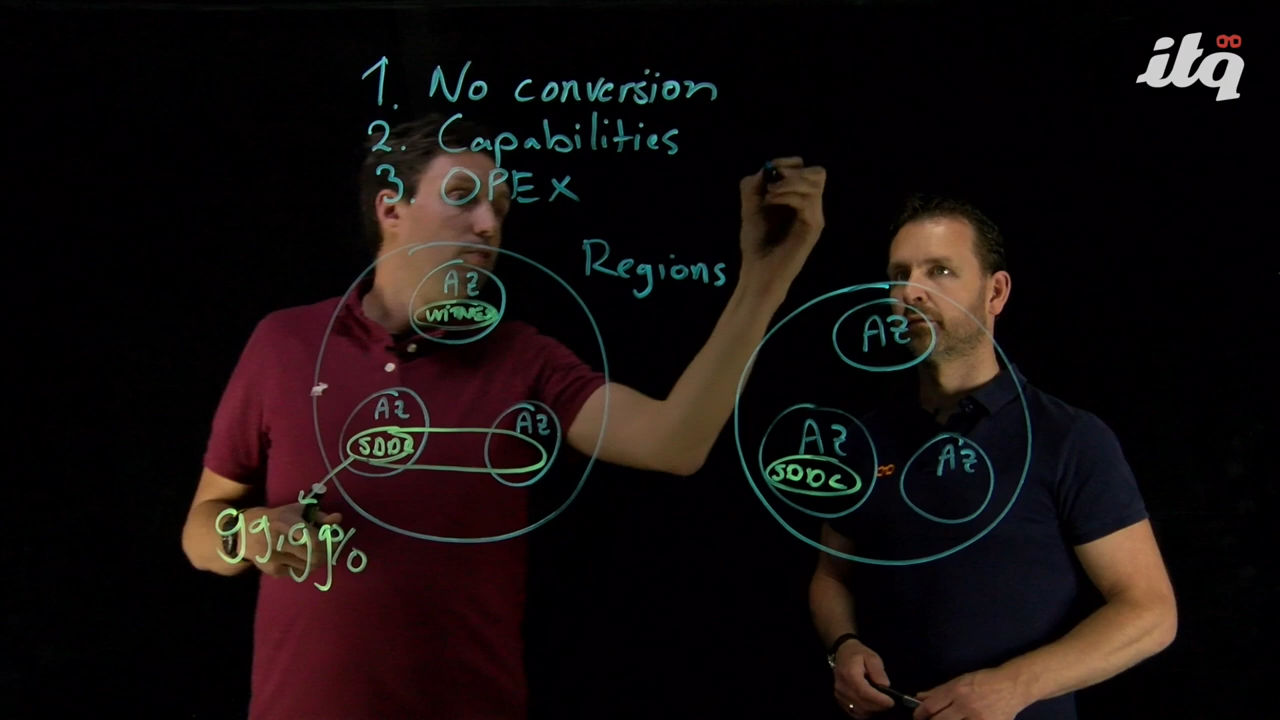 itq
1. No conversion
2. Capabilities
3. OPEX
Regions
AZ
WITNES
AZ
AZ
SDDC
99,99%
AZ
AZ
SDDC
AZ